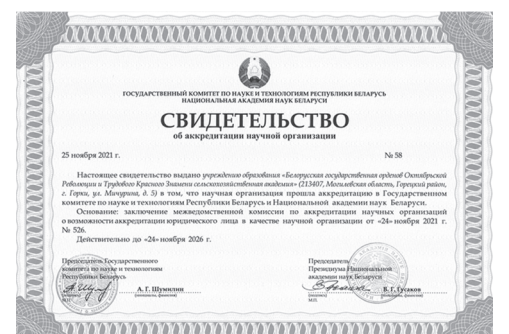 ГОСУДАРСТВЕННЫЙ КОМИТЕТ ПО НАУКЕ И ТЕХНОЛОГИЯМ РЕСПУБЛИКИ БЕЛАРУСЬ
НАЦИОНАЛЬНАЯ АКАДЕМИЯ НАУК БЕЛАРУСИ
СВИДЕТЕЛЬСТВО
об аккредитации научной организации
25 ноября 2021 г. № 58
Настоящее свидетельство выдано учреждению образования «Белорусская государственная орденов Октябрьской
Революции и Трудового Красного Знамени сельскохозяйственная академия» (213407, Могилевская область, Горецкий район,
г. Горки, ул. Мичурина, д. 5) в том, что научная организация прошла аккредитацию в Государственном
комитете по науке и технологиям Республики Беларусь и Национальной академии наук Беларуси.
Основание: заключение межведомственной комиссии по аккредитации научных организаций
о возможности аккредитации юридического лица в качестве научной организации от «24» ноября 2021 г.
№ 526.
Действительно до «24» ноября 2026 г.
Председатель Государственного
комитета по науке и технологиям
Республики Беларусь
А. Г. Шумилин
(инициалы, фамилия)
М.П.
Председатель
Президиума Национальной
академии наук Беларуси
В. Г. Гусаков
(инициалы, фамилия)
М.П.